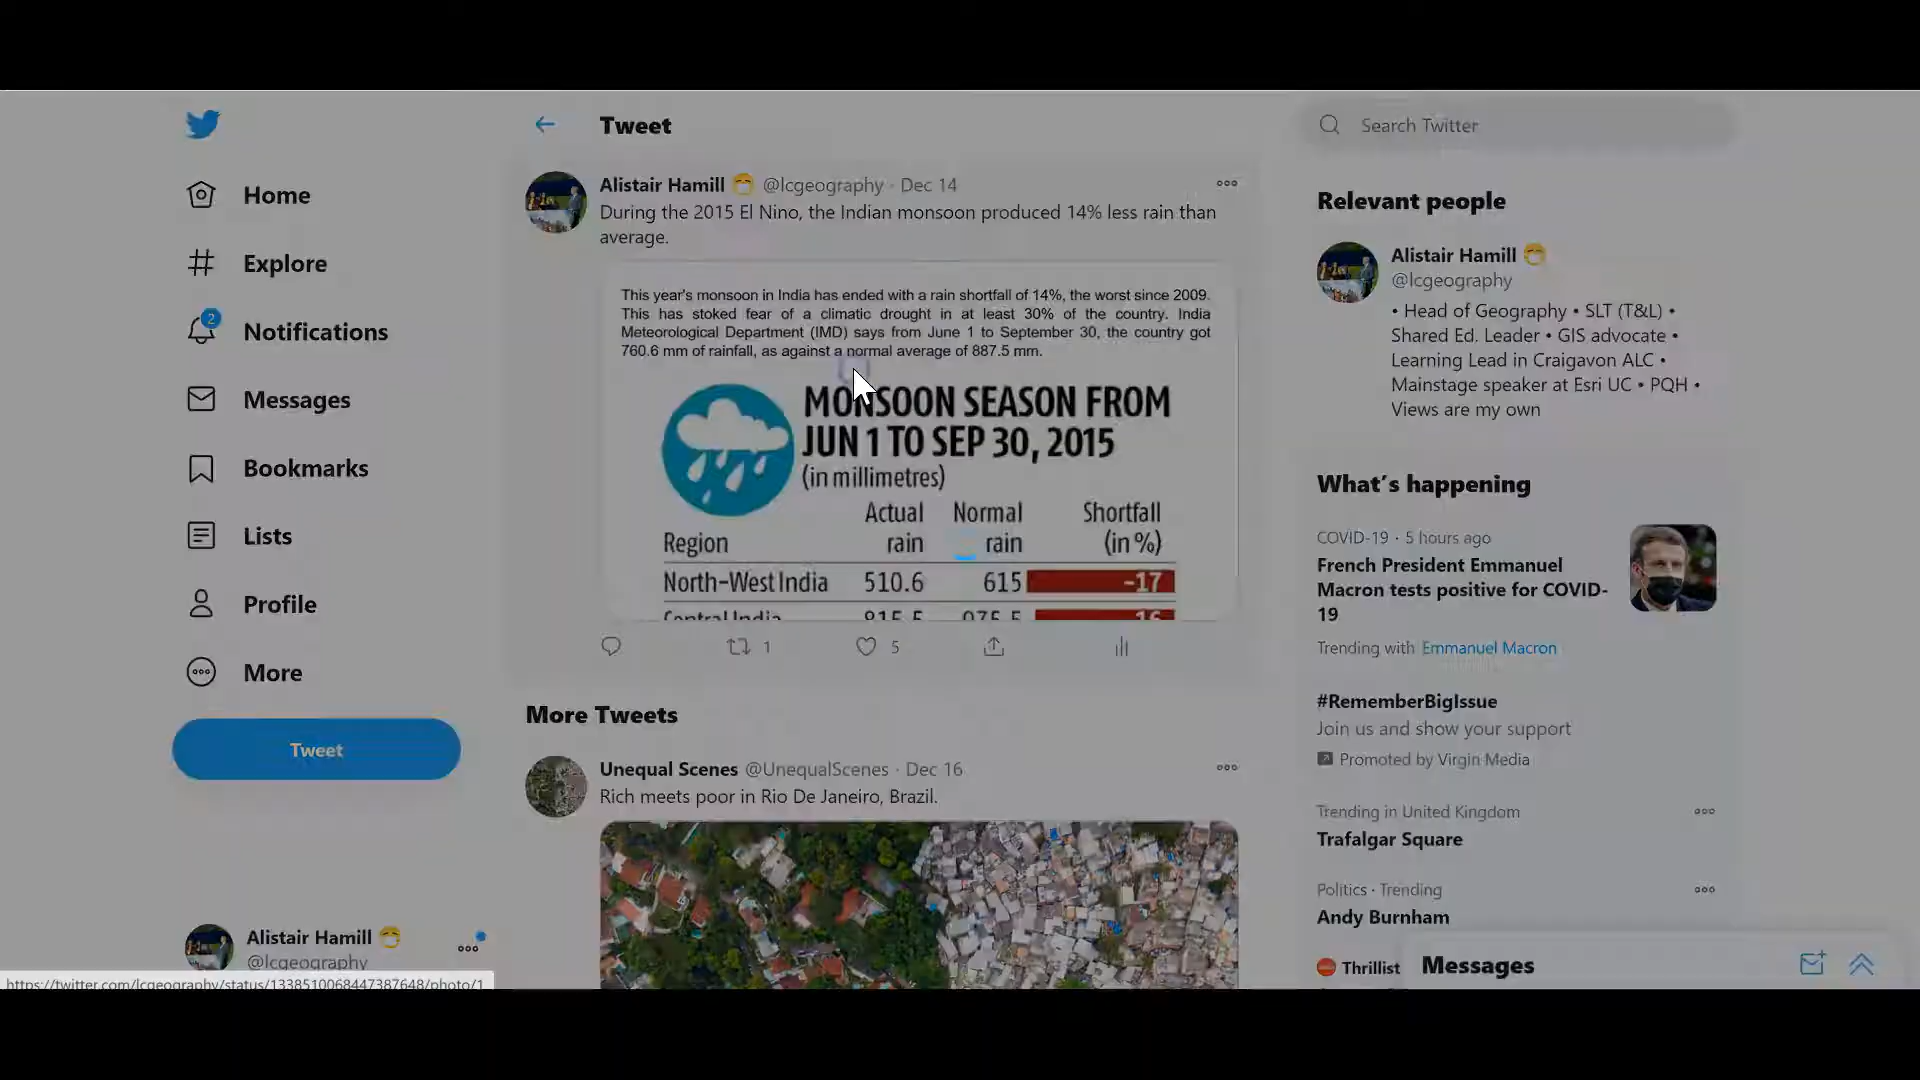 Home
Explore
2
Notifications
Messages
Bookmarks
Lists
Profile
More
Tweet
Alistair Hamill
@lcgeography
https://twitter.com/lcgeography/status/1338510068447387648/photo/1
Tweet
Alistair Hamill @lcgeography · Dec 14
During the 2015 El Nino, the Indian monsoon produced 14% less rain than
average.
This year's monsoon in India has ended with a rain shortfall of 14%, the worst since 2009.
This has stoked fear of a climatic drought in at least 30% of the country. India
Meteorological Department (IMD) says from June 1 to September 30, the country got
760.6 mm of rainfall, as against a normal average of 887.5 mm.
MONSOON SEASON FROM
JUN 1 TO SEP 30, 2015
(in millimetres)
Region Actual rain Normal rain Shortfall (in %)
North-West India 510.6 615 -17
Central India
1 5
More Tweets
Unequal Scenes @UnequalScenes · Dec 16
Rich meets poor in Rio De Janeiro, Brazil.
Search Twitter
Relevant people
Alistair Hamill
@lcgeography
• Head of Geography • SLT (T&L) •
Shared Ed. Leader • GIS advocate •
Learning Lead in Craigavon ALC •
Mainstage speaker at Esri UC • PQH •
Views are my own
What's happening
COVID-19 · 5 hours ago
French President Emmanuel
Macron tests positive for COVID-
19
Trending with Emmanuel Macron
#RememberBigIssue
Join us and show your support
Promoted by Virgin Media
Trending in United Kingdom
Trafalgar Square
Politics · Trending
Andy Burnham
Thrillist
Messages